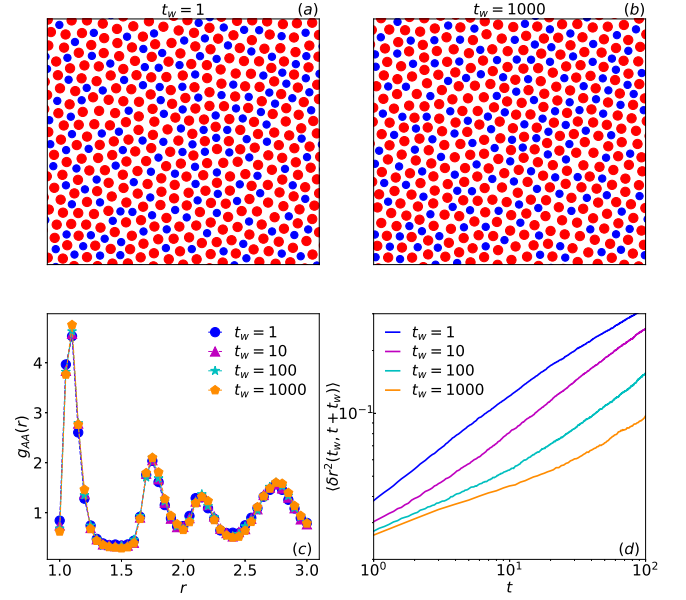 t_w = 1 (a)
t_w = 1000 (b)
g_AA(r)
4
3
2
1
t_w = 1
t_w = 10
t_w = 100
t_w = 1000
(c)
1.0 1.5 2.0 2.5 3.0
r
⟨δr²(t_w, t + t_w)⟩
10⁻¹
t_w = 1
t_w = 10
t_w = 100
t_w = 1000
(d)
10⁰ 10¹ 10²
t